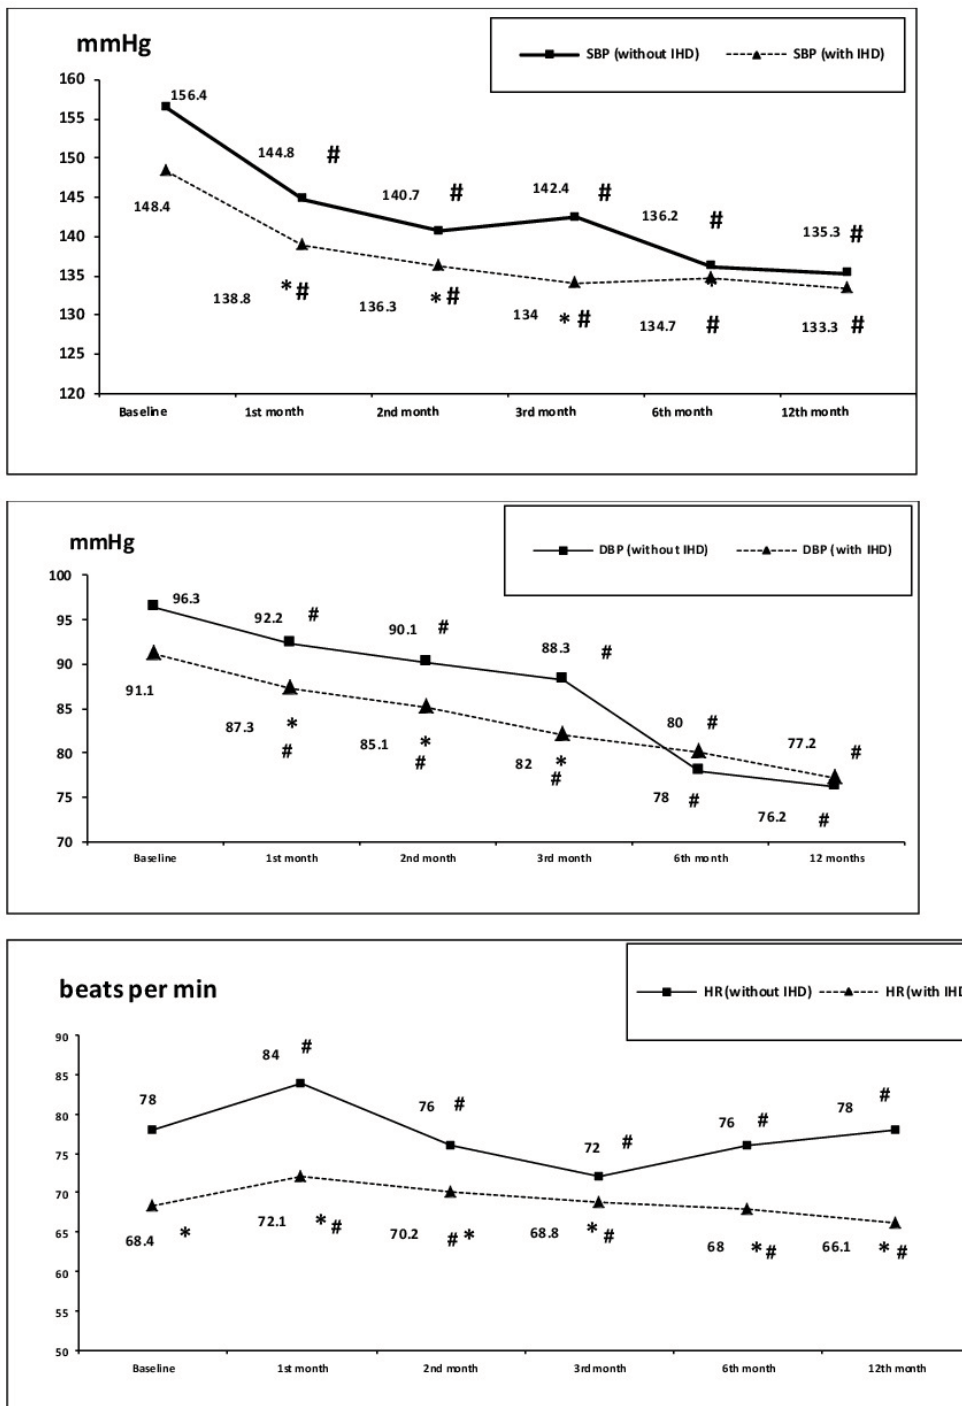 mmHg
SBP (without IHD) SBP (with IHD)
160
156.4
155
150
144.8 #
142.4 #
140.7 #
145
148.4
136.2 #
140
135.3 #
135
138.8 * #
136.3 * #
134 * #
*
130
134.7 #
133.3 #
125
120
Baseline 1st month 2nd month 3rd month 6th month 12th month
mmHg
DBP (without IHD) DBP (with IHD)
100
96.3
95
92.2 #
90.1 #
88.3 #
90
91.1
85
87.3 * #
85.1 * #
82 * #
80 #
77.2 #
80
75
78 #
76.2 #
70
Baseline 1st month 2nd month 3rd month 6th month 12 months
beats per min
HR(without IHD) HR(with IHD
90
84 #
85
78
76 #
72 #
76 #
78 #
80
75
70
65
68.4 *
72.1 * #
70.2 # *
68.8 * #
68 * #
66.1 * #
60
55
50
Baseline 1st month 2nd month 3rd month 6th month 12th month